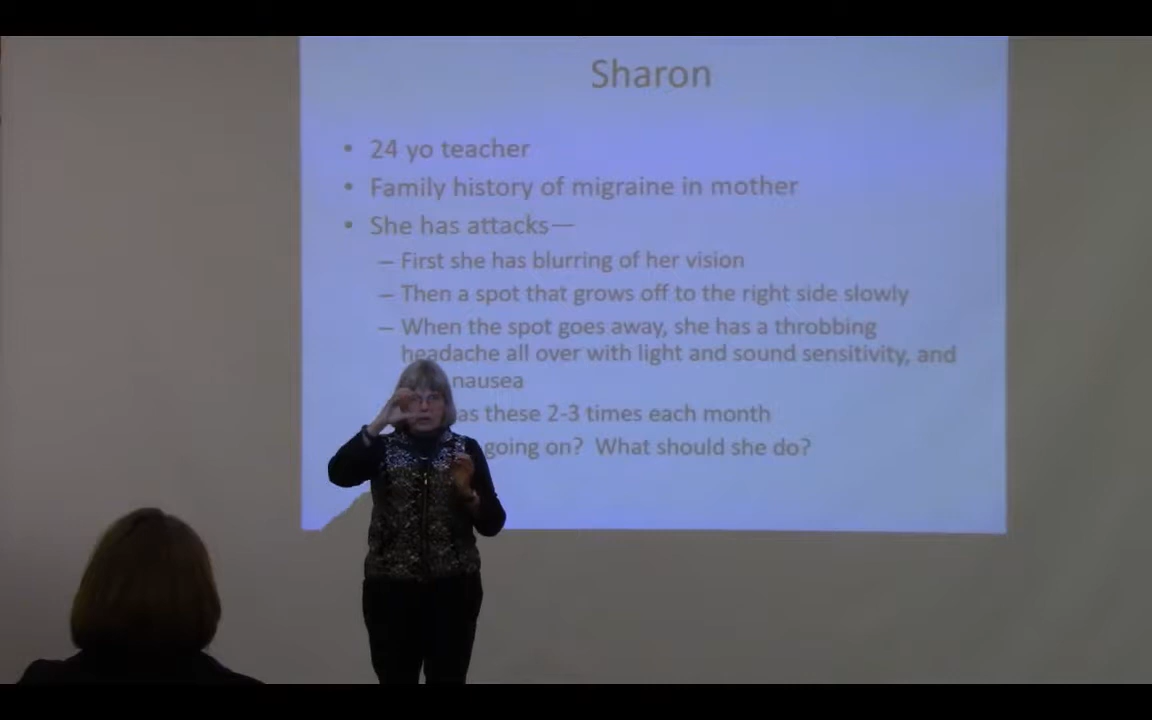 Sharon
• 24 yo teacher
• Family history of migraine in mother
• She has attacks—
– First she has blurring of her vision
– Then a spot that grows off to the right side slowly
– When the spot goes away, she has a throbbing
headache all over with light and sound sensitivity, and
nausea
as these 2-3 times each month
going on? What should she do?